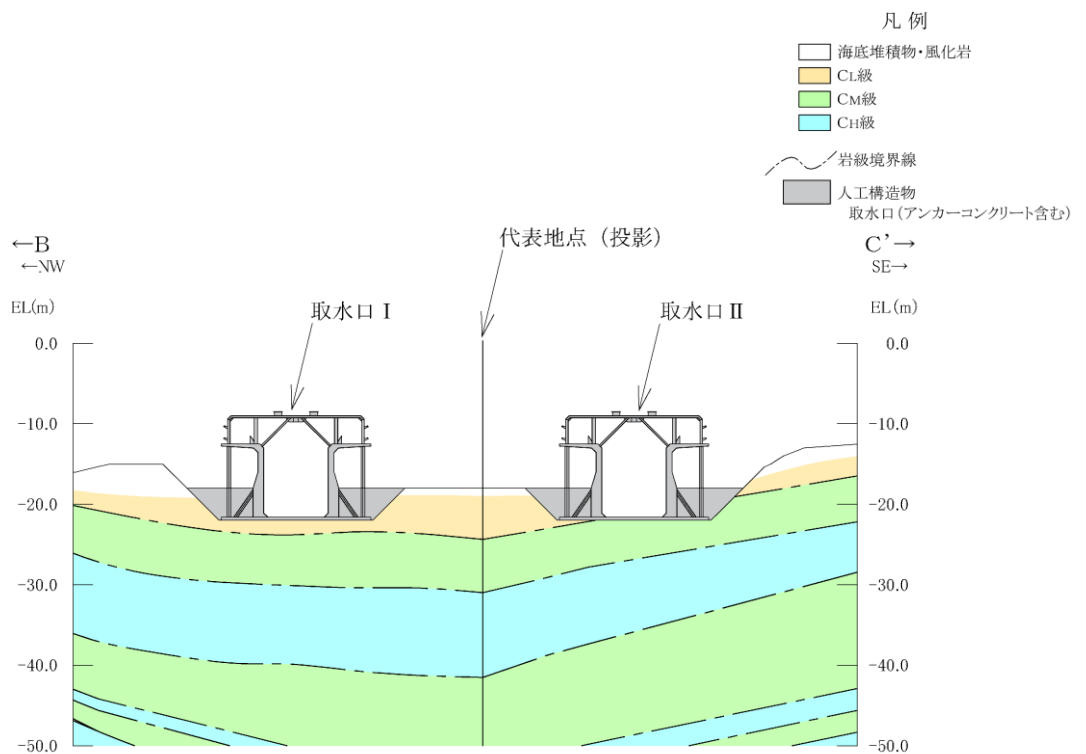 凡 例
海底堆積物・風化岩
CL級
CM級
CH級
岩級境界線
人工構造物
取水口(アンカーコンクリート含む)
←B
←NW
代表地点（投影）
C’→
SE→
EL(m)
EL(m)
取水口 I
取水口 II
0.0
0.0
-10.0
-10.0
-20.0
-20.0
-30.0
-30.0
-40.0
-40.0
-50.0
-50.0